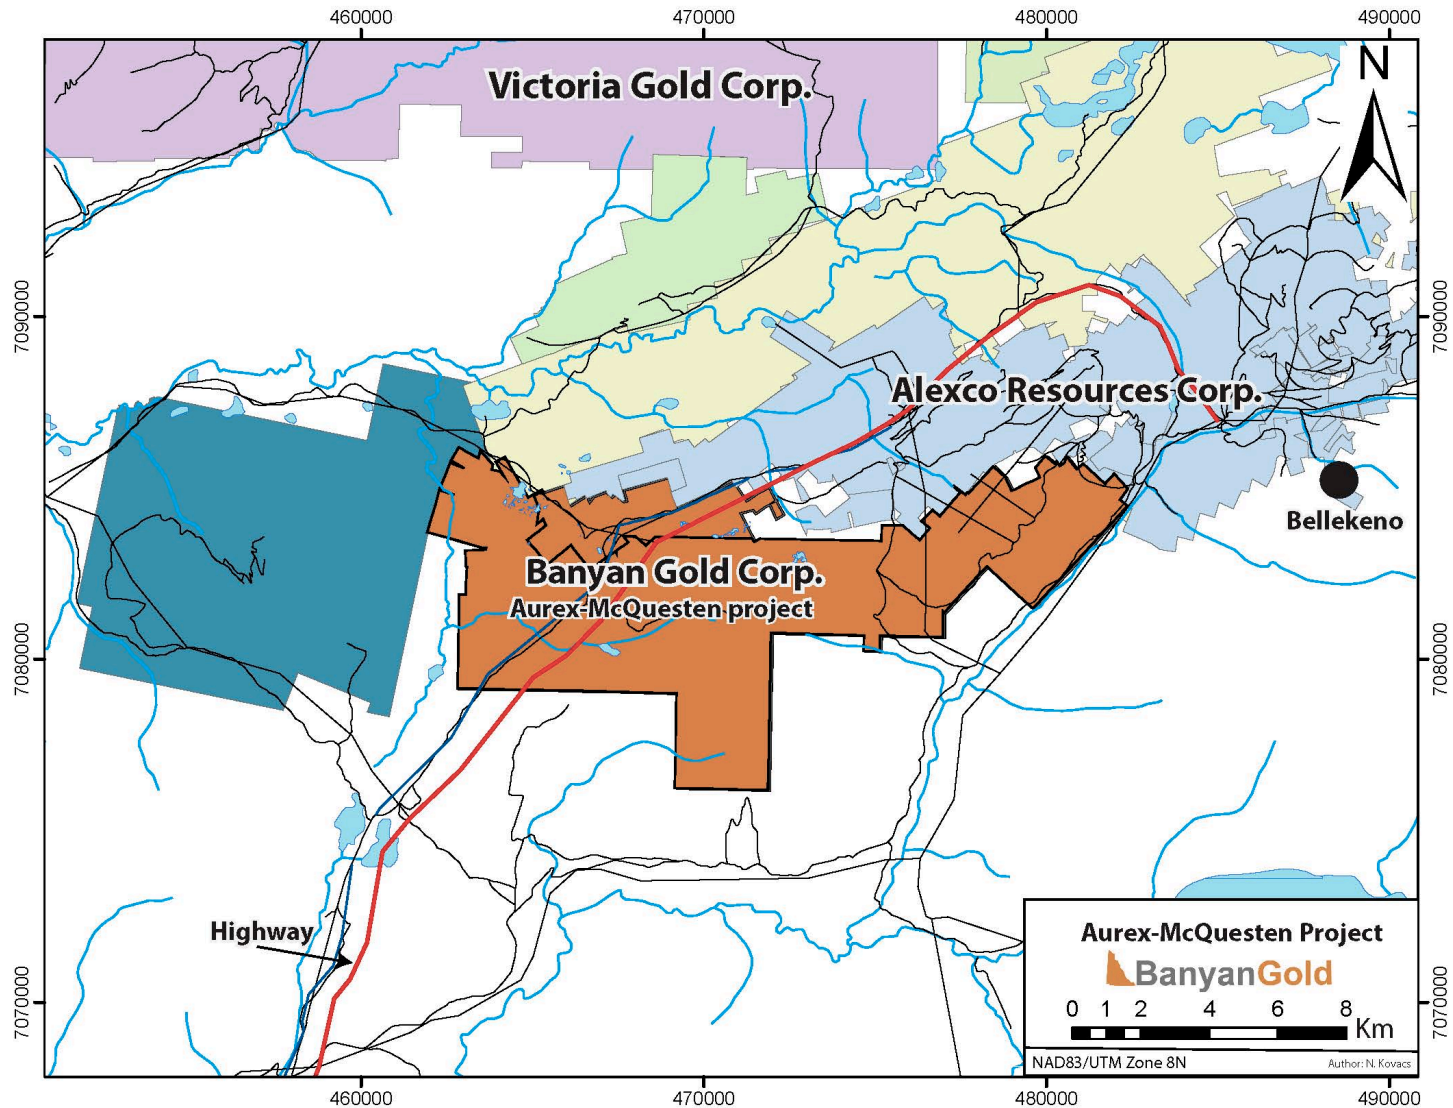 460000
470000
480000
490000
Victoria Gold Corp.
N
7090000
7090000
Alexco Resources Corp.
Bellekeno
Banyan Gold Corp.
Aurex-McQuesten project
7080000
7080000
Highway
Aurex-McQuesten Project
BanyanGold
0 1 2 4 6 8
Km
7070000
7070000
NAD83/UTM Zone 8N
Author: N. Kovacs
460000
470000
480000
490000